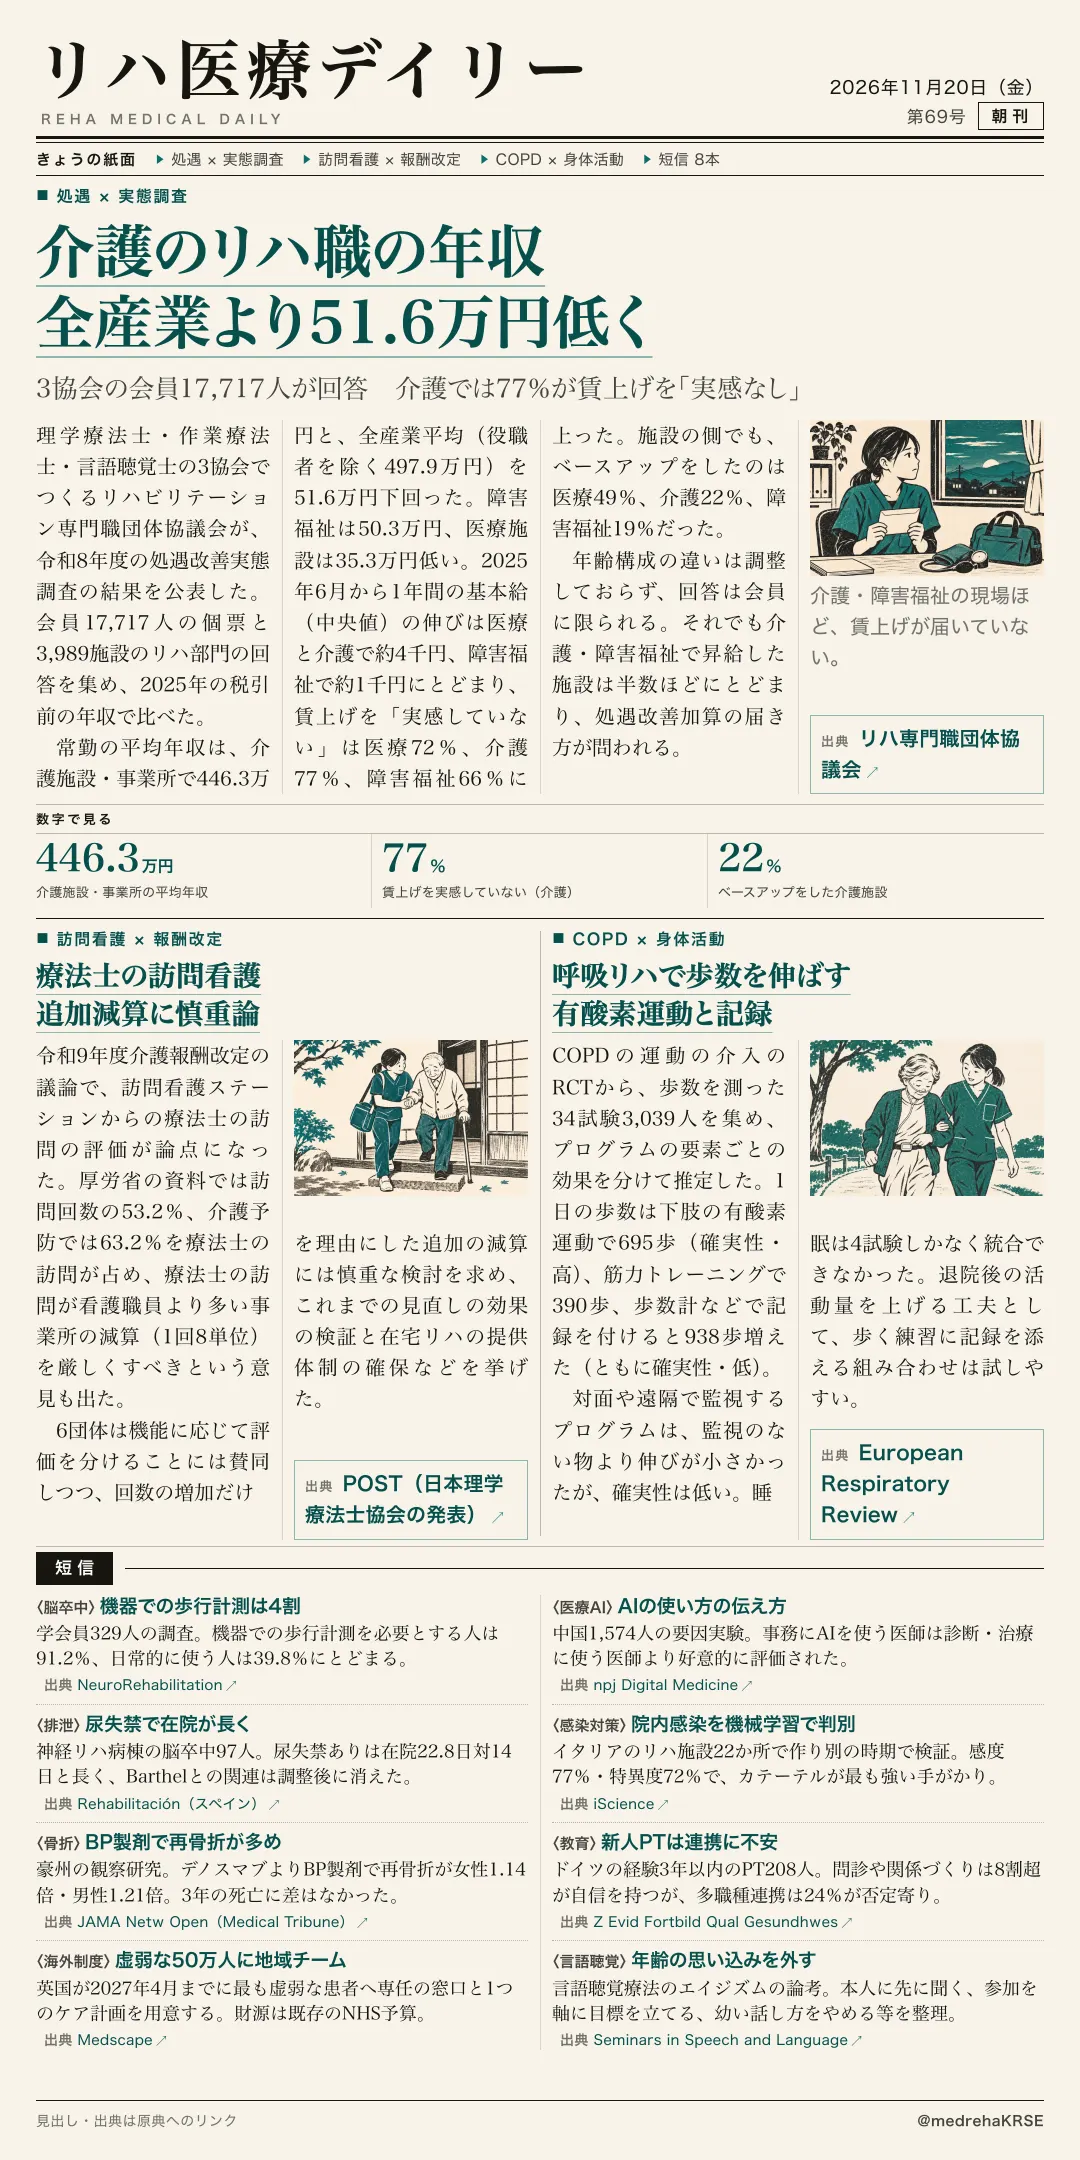 リハ医療デイリー
REHA MEDICAL DAILY
2026年11月20日（金）
第69号 朝刊
きょうの紙面 ▶ 処遇 × 実態調査 ▶ 訪問看護 × 報酬改定 ▶ COPD × 身体活動 ▶ 短信 8本
■ 処遇 × 実態調査
介護のリハ職の年収
全産業より51.6万円低く
3協会の会員17,717人が回答　介護では77%が賃上げを「実感なし」
理学療法士・作業療法
士・言語聴覚士の3協会で
つくるリハビリテーショ
ン専門職団体協議会が、
令和8年度の処遇改善実態
調査の結果を公表した。
会員17,717人の個票と
3,989施設のリハ部門の回
答を集め、2025年の税引
前の年収で比べた。
　常勤の平均年収は、介
護施設・事業所で446.3万
円と、全産業平均（役職
者を除く497.9万円）を
51.6万円下回った。障害
福祉は50.3万円、医療施
設は35.3万円低い。2025
年6月から1年間の基本給
（中央値）の伸びは医療
と介護で約4千円、障害福
祉で約1千円にとどまり、
賃上げを「実感していな
い」は医療72%、介護
77%、障害福祉66%に
上った。施設の側でも、
ベースアップをしたのは
医療49%、介護22%、障
害福祉19%だった。
　年齢構成の違いは調整
しておらず、回答は会員
に限られる。それでも介
護・障害福祉で昇給した
施設は半数ほどにとどま
り、処遇改善加算の届き
方が問われる。
介護・障害福祉の現場ほ
ど、賃上げが届いていな
い。
出典 リハ専門職団体協
議会↗
数字で見る
446.3万円
介護施設・事業所の平均年収
77%
賃上げを実感していない（介護）
22%
ベースアップをした介護施設
■ 訪問看護 × 報酬改定
療法士の訪問看護
追加減算に慎重論
令和9年度介護報酬改定の
議論で、訪問看護ステー
ションからの療法士の訪
問の評価が論点になっ
た。厚労省の資料では訪
問回数の53.2%、介護予
防では63.2%を療法士の
訪問が占め、療法士の訪
問が看護職員より多い事
業所の減算（1回8単位）
を厳しくすべきという意
見も出た。
　6団体は機能に応じて評
価を分けることには賛同
しつつ、回数の増加だけ
を理由にした追加の減算
には慎重な検討を求め、
これまでの見直しの効果
の検証と在宅リハの提供
体制の確保などを挙げ
た。
出典 POST（日本理学
療法士協会の発表）↗
■ COPD × 身体活動
呼吸リハで歩数を伸ばす
有酸素運動と記録
COPDの運動の介入の
RCTから、歩数を測った
34試験3,039人を集め、
プログラムの要素ごとの
効果を分けて推定した。1
日の歩数は下肢の有酸素
運動で695歩（確実性・
高）、筋力トレーニングで
390歩、歩数計などで記
録を付けると938歩増え
た（ともに確実性・低）。
　対面や遠隔で監視する
プログラムは、監視のな
い物より伸びが小さかっ
たが、確実性は低い。睡
眠は4試験しかなく統合で
きなかった。退院後の活
動量を上げる工夫とし
て、歩く練習に記録を添
える組み合わせは試しや
すい。
出典 European
Respiratory
Review↗
短信
〈脳卒中〉機器での歩行計測は4割
学会員329人の調査。機器での歩行計測を必要とする人は
91.2%、日常的に使う人は39.8%にとどまる。
出典 NeuroRehabilitation↗
〈排泄〉尿失禁で在院が長く
神経リハ病棟の脳卒中97人。尿失禁ありは在院22.8日対14
日と長く、Barthelとの関連は調整後に消えた。
出典 Rehabilitación（スペイン）↗
〈骨折〉BP製剤で再骨折が多め
豪州の観察研究。デノスマブよりBP製剤で再骨折が女性1.14
倍・男性1.21倍。3年の死亡に差はなかった。
出典 JAMA Netw Open（Medical Tribune）↗
〈海外制度〉虚弱な50万人に地域チーム
英国が2027年4月までに最も虚弱な患者へ専任の窓口と1つ
のケア計画を用意する。財源は既存のNHS予算。
出典 Medscape↗
〈医療AI〉AIの使い方の伝え方
中国1,574人の要因実験。事務にAIを使う医師は診断・治療
に使う医師より好意的に評価された。
出典 npj Digital Medicine↗
〈感染対策〉院内感染を機械学習で判別
イタリアのリハ施設22か所で作り別の時期で検証。感度
77%・特異度72%で、カテーテルが最も強い手がかり。
出典 iScience↗
〈教育〉新人PTは連携に不安
ドイツの経験3年以内のPT208人。問診や関係づくりは8割超
が自信を持つが、多職種連携は24%が否定寄り。
出典 Z Evid Fortbild Qual Gesundhwes↗
〈言語聴覚〉年齢の思い込みを外す
言語聴覚療法のエイジズムの論考。本人に先に聞く、参加を
軸に目標を立てる、幼い話し方をやめる等を整理。
出典 Seminars in Speech and Language↗
見出し・出典は原典へのリンク
@medrehaKRSE